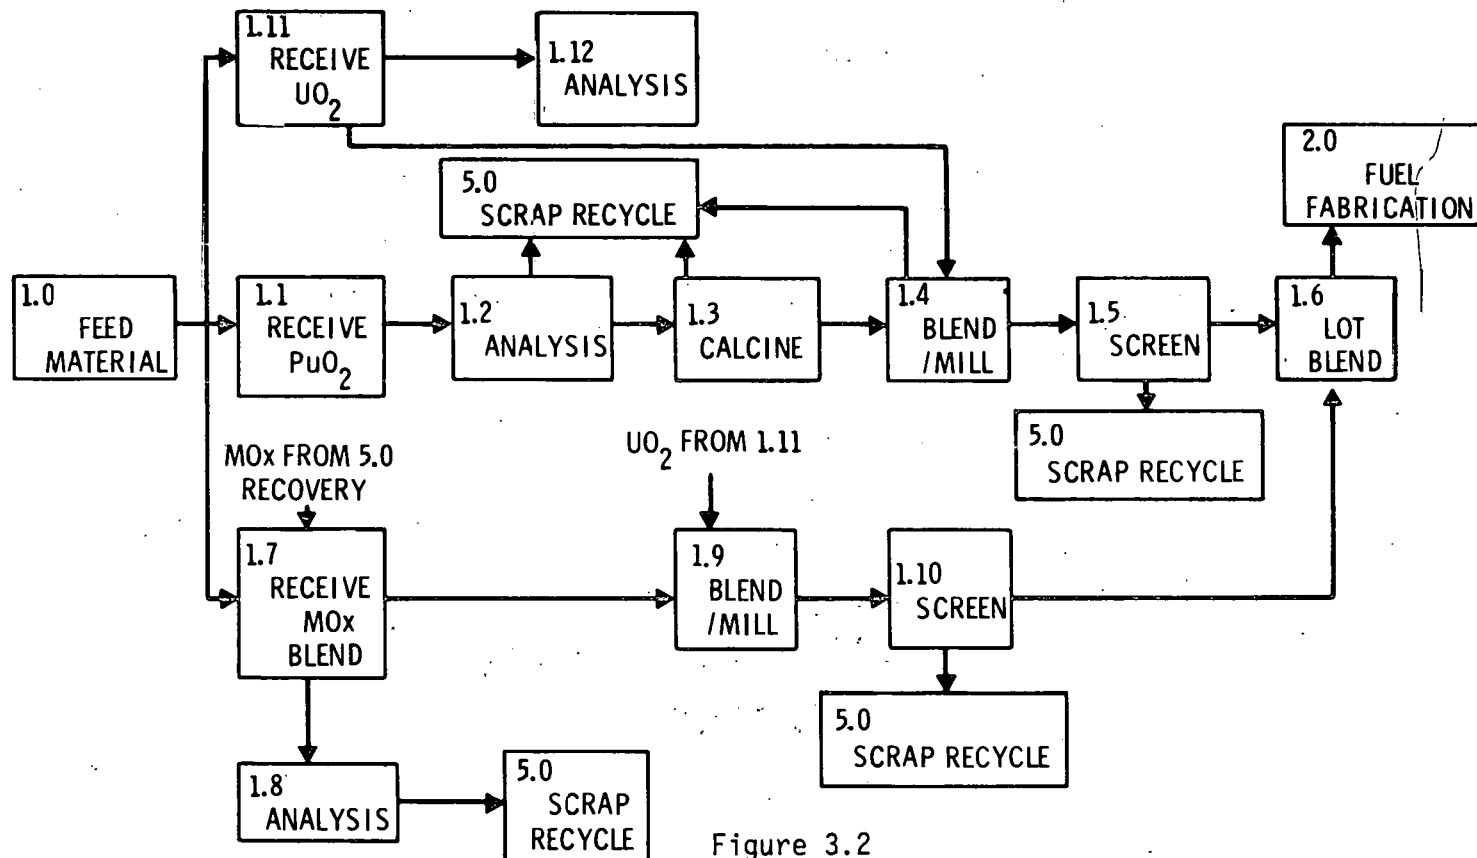 1.11
RECEIVE
UO2
1.12
ANALYSIS
2.0
FUEL
FABRICATION
5.0
SCRAP RECYCLE
1.0
FEED
MATERIAL
1.1
RECEIVE
PuO2
1.2
ANALYSIS
1.3
CALCINE
1.4
BLEND
/MILL
1.5
SCREEN
1.6
LOT
BLEND
5.0
SCRAP RECYCLE
MOx FROM 5.0
RECOVERY
UO2 FROM 1.11
1.7
RECEIVE
MOx
BLEND
1.9
BLEND
/MILL
1.10
SCREEN
5.0
SCRAP RECYCLE
1.8
ANALYSIS
5.0
SCRAP
RECYCLE
Figure 3.2